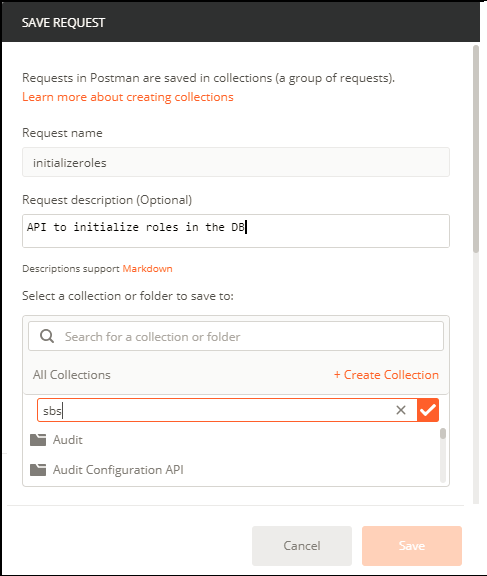 SAVE REQUEST
Requests in Postman are saved in collections (a group of requests).
Learn more about creating collections
Request name
initializeroles
Request description (Optional)
API to initialize roles in the DB
Descriptions support Markdown
Select a collection or folder to save to:
Search for a collection or folder
All Collections + Create Collection
sbs
Audit
Audit Configuration API
Cancel Save